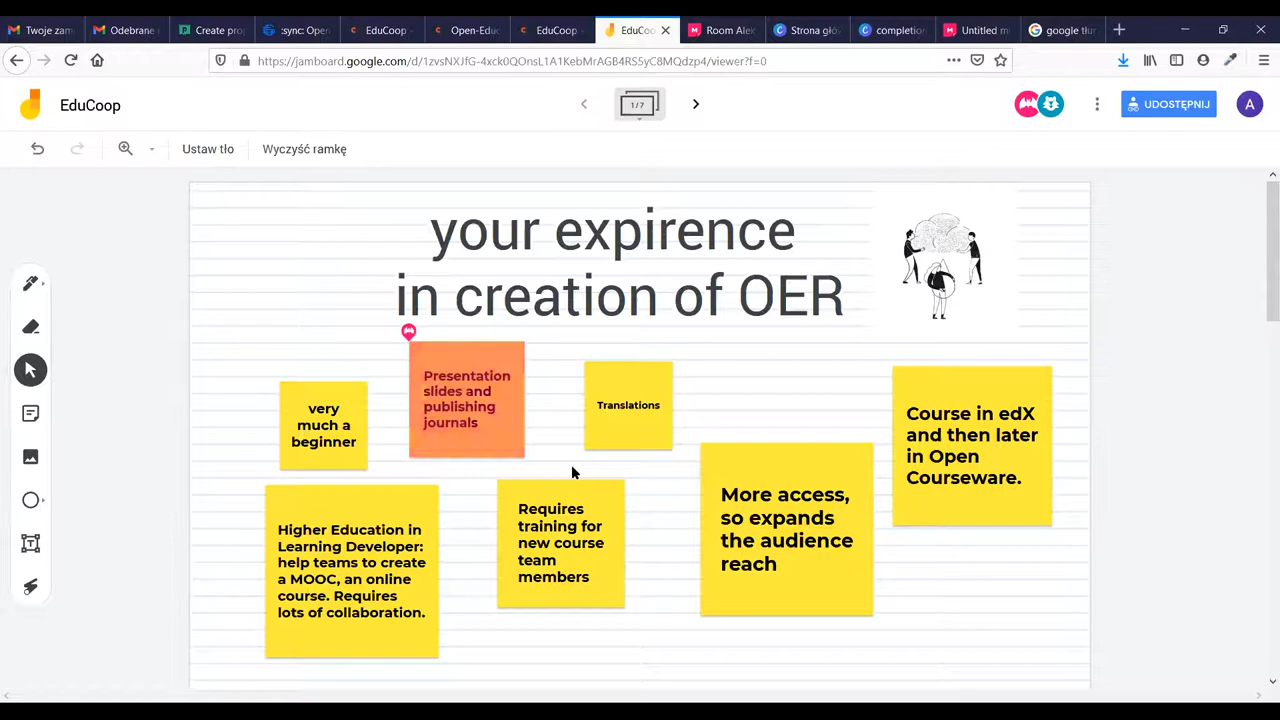 Twoje zam
Odebrane
Create pro
:sync: Oper
EduCoop
Open-Educ
EduCoop
EduCoo
Room Alek
Strona głów
completion
Untitled m
google tłum
https://jamboard.google.com/d/1zvsNXJfG-4xck0QOnsL1A1tebMrAGB4RS5yC8MQdzp4/viewer?f=0
EduCoop
1/7
UDOSTĘPNIJ
A
Ustaw tło
Wyczyść ramkę
your expirence
in creation of OER
very
much a
beginner
Presentation
slides and
publishing
journals
Translations
Course in edX
and then later
in Open
Courseware.
Higher Education in
Learning Developer:
help teams to create
a MOOC, an online
course. Requires
lots of collaboration.
Requires
training for
new course
team
members
More access,
so expands
the audience
reach